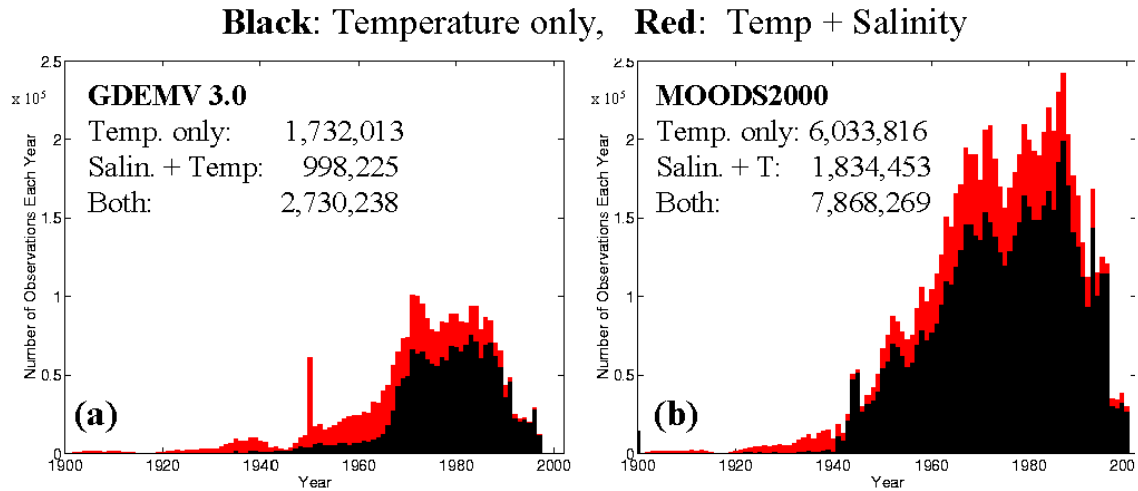 Black: Temperature only, Red: Temp + Salinity
2.5
x 10⁵
2
1.5
1
0.5
0
Number of Observations Each Year
GDEMV 3.0
Temp. only: 1,732,013
Salin. + Temp: 998,225
Both: 2,730,238
(a)
1900 1920 1940 1960 1980 2000
Year
2.5
x 10⁵
2
1.5
1
0.5
0
Number of Observations Each Year
MOODS2000
Temp. only: 6,033,816
Salin. + T: 1,834,453
Both: 7,868,269
(b)
1900 1920 1940 1960 1980 200
Year